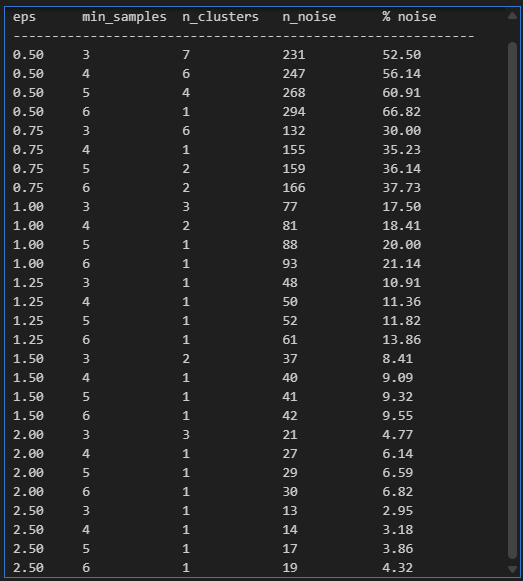 eps min_samples n_clusters n_noise % noise
------------------------------------------------------------
0.50 3 7 231 52.50
0.50 4 6 247 56.14
0.50 5 4 268 60.91
0.50 6 1 294 66.82
0.75 3 6 132 30.00
0.75 4 1 155 35.23
0.75 5 2 159 36.14
0.75 6 2 166 37.73
1.00 3 3 77 17.50
1.00 4 2 81 18.41
1.00 5 1 88 20.00
1.00 6 1 93 21.14
1.25 3 1 48 10.91
1.25 4 1 50 11.36
1.25 5 1 52 11.82
1.25 6 1 61 13.86
1.50 3 2 37 8.41
1.50 4 1 40 9.09
1.50 5 1 41 9.32
1.50 6 1 42 9.55
2.00 3 3 21 4.77
2.00 4 1 27 6.14
2.00 5 1 29 6.59
2.00 6 1 30 6.82
2.50 3 1 13 2.95
2.50 4 1 14 3.18
2.50 5 1 17 3.86
2.50 6 1 19 4.32